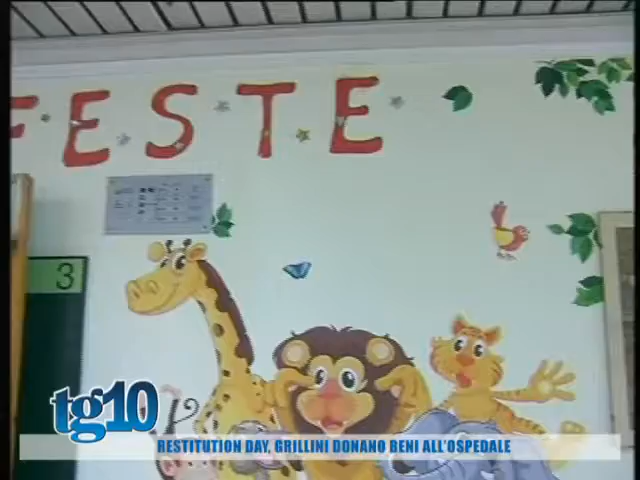 FESTE
3
tg10
RESTITUTION DAY, GRILLINI DONANO BENI ALL'OSPEDALE